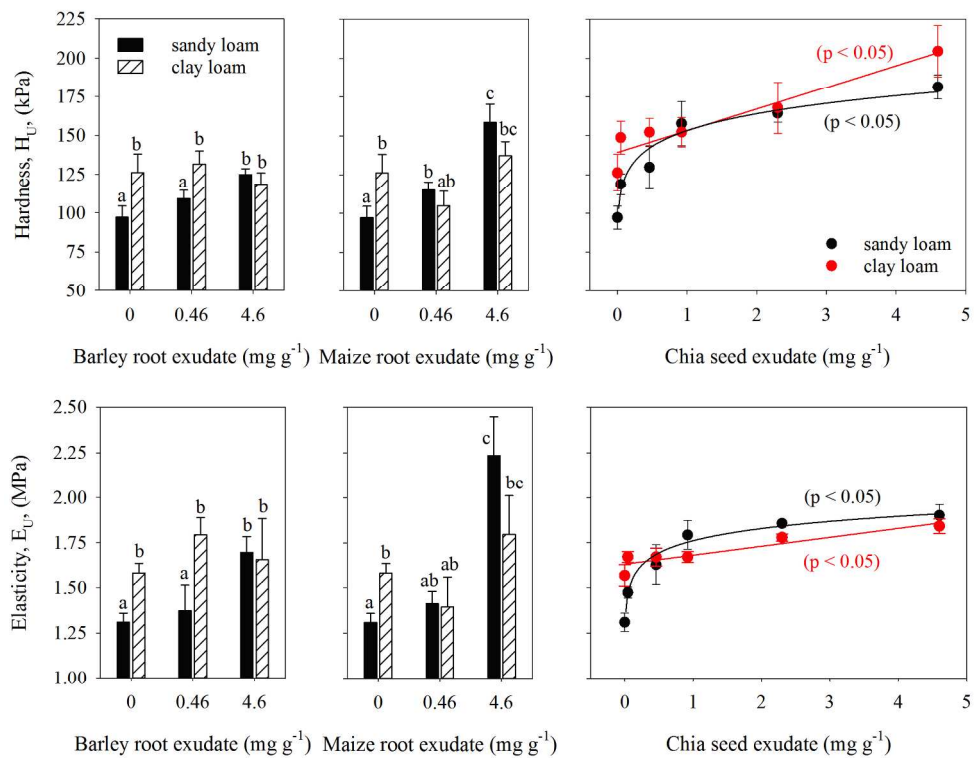 Hardness, H_U, (kPa)
225
200
175
150
125
100
75
50
sandy loam
clay loam
a
b
a
b
b
b
0
0.46
4.6
Barley root exudate (mg g⁻¹)
a
b
b
ab
c
bc
0
0.46
4.6
Maize root exudate (mg g⁻¹)
(p < 0.05)
(p < 0.05)
sandy loam
clay loam
0
1
2
3
4
5
Chia seed exudate (mg g⁻¹)
Elasticity, E_U, (MPa)
2.50
2.25
2.00
1.75
1.50
1.25
1.00
a
b
a
b
b
b
0
0.46
4.6
Barley root exudate (mg g⁻¹)
a
b
ab
ab
c
bc
0
0.46
4.6
Maize root exudate (mg g⁻¹)
(p < 0.05)
(p < 0.05)
0
1
2
3
4
5
Chia seed exudate (mg g⁻¹)